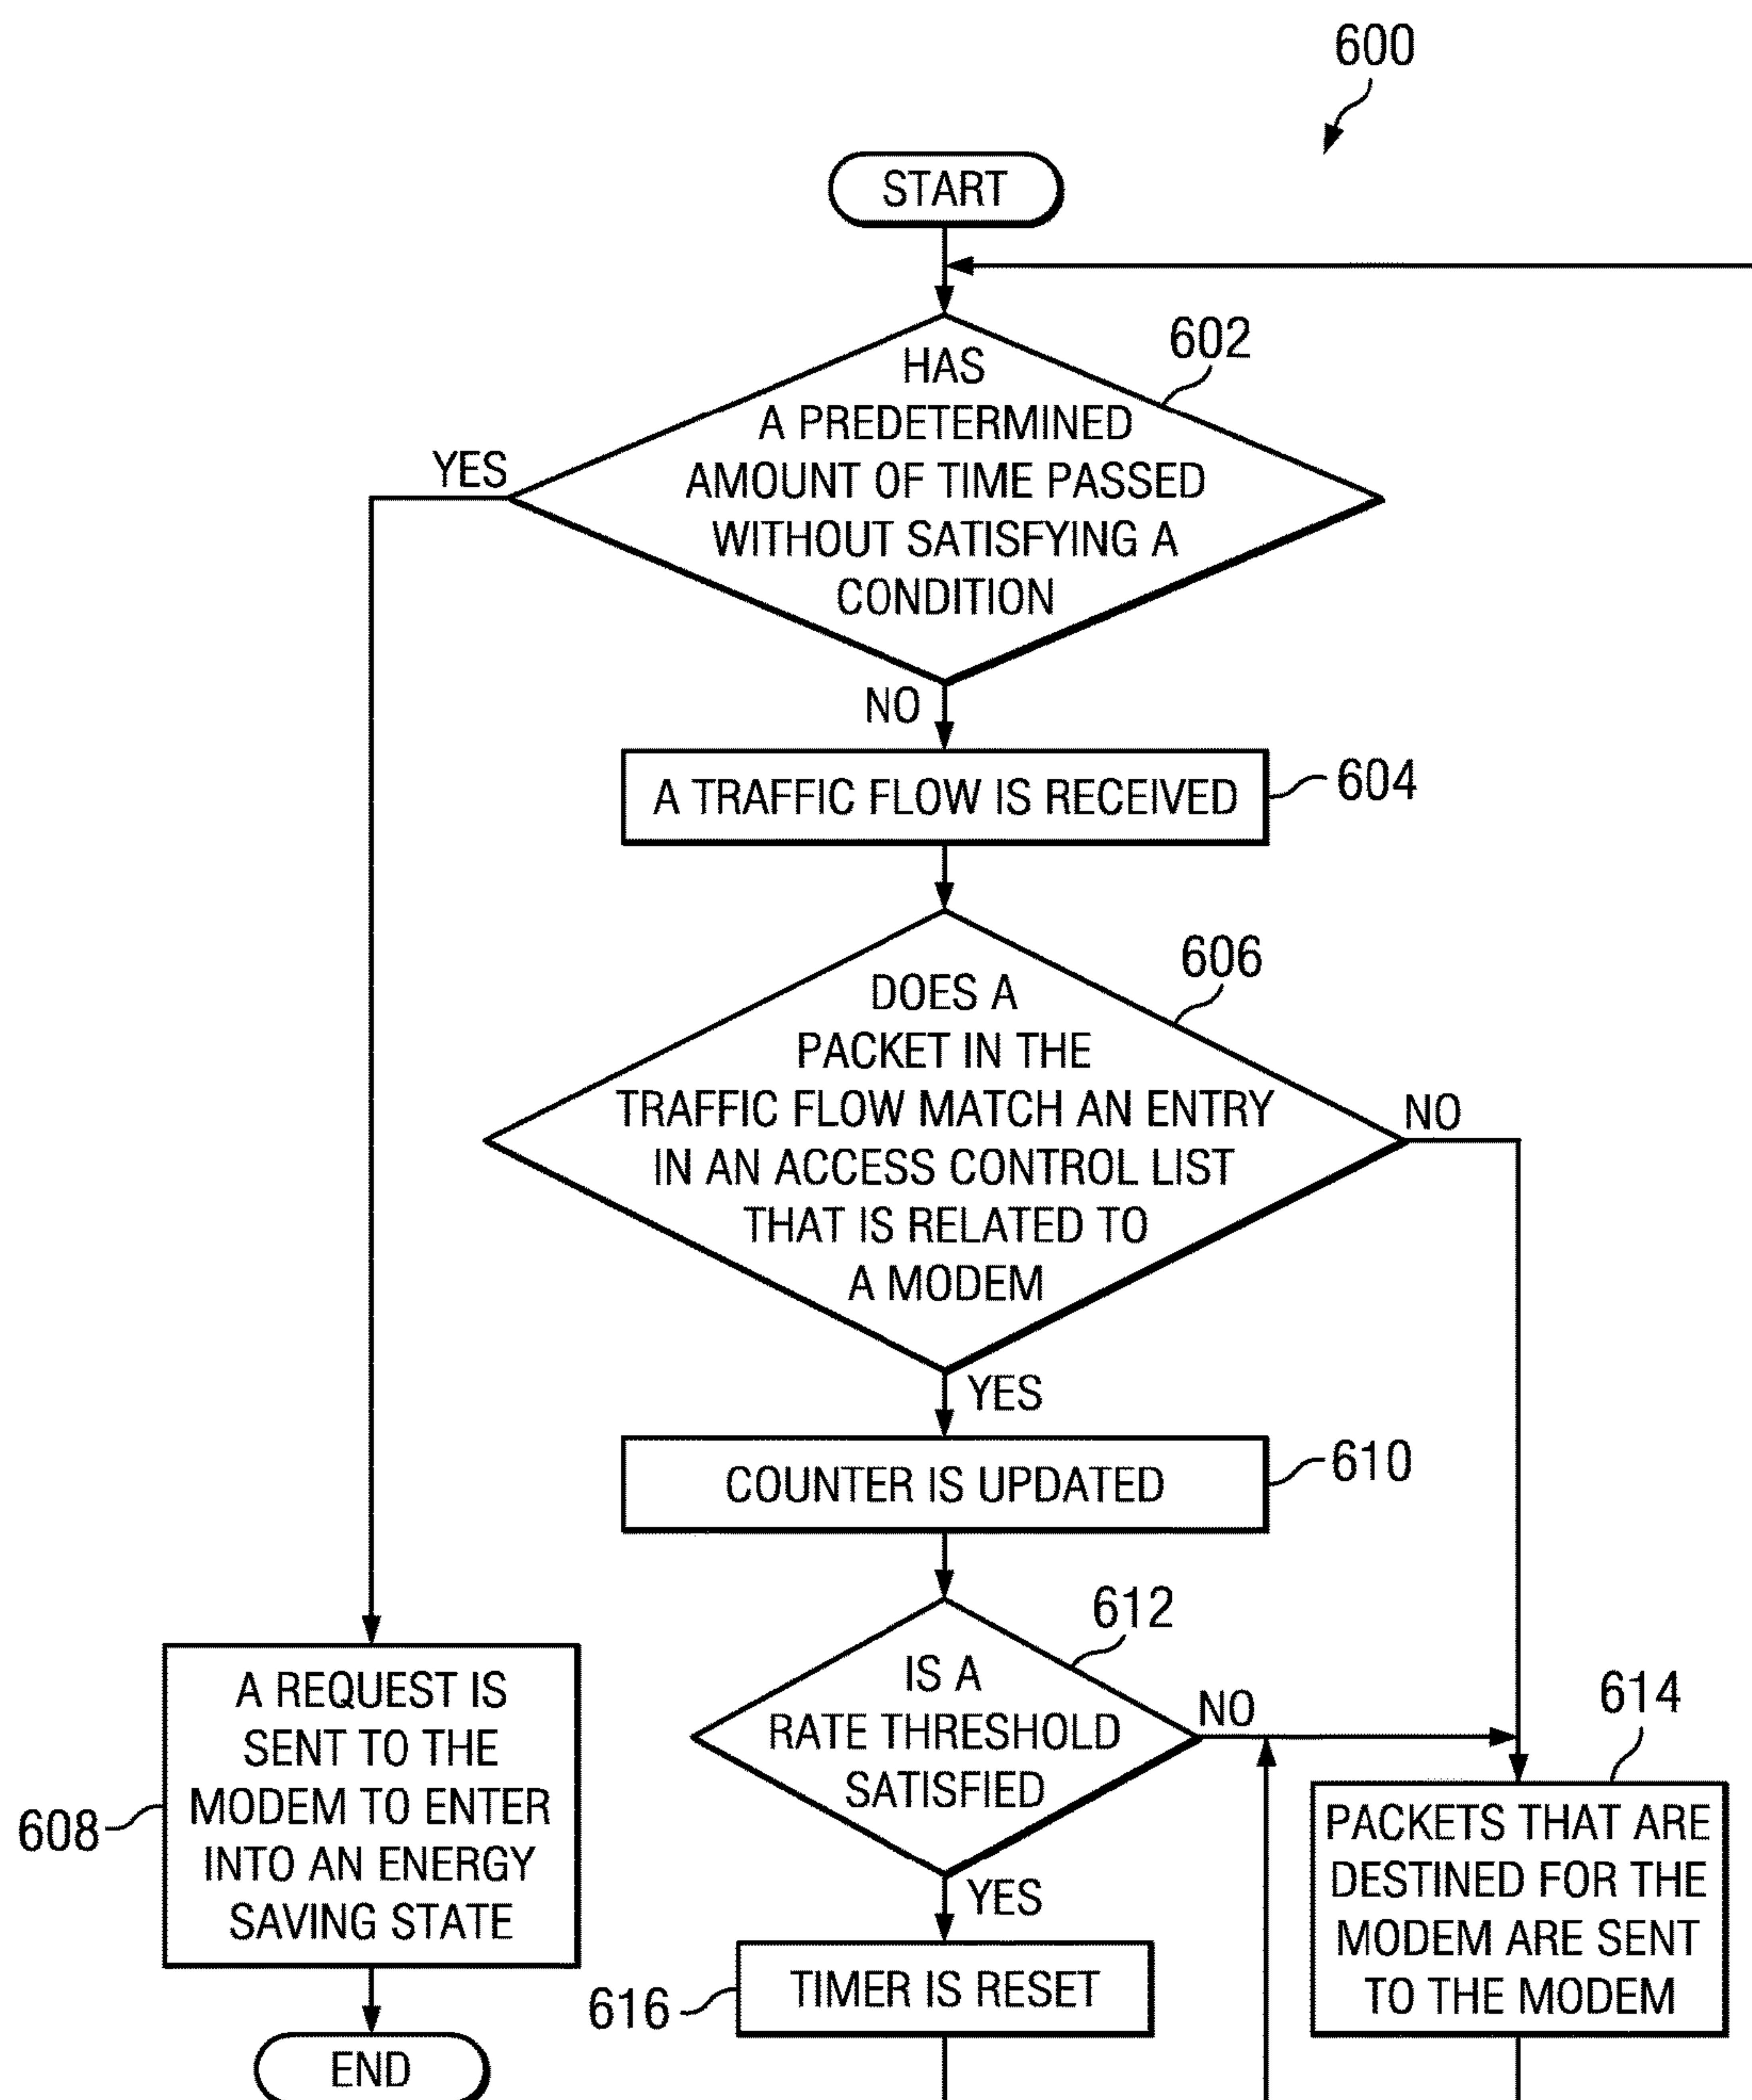 600
START
602
HAS
A PREDETERMINED
AMOUNT OF TIME PASSED
WITHOUT SATISFYING A
CONDITION
YES
NO
A TRAFFIC FLOW IS RECEIVED
604
606
DOES A
PACKET IN THE
TRAFFIC FLOW MATCH AN ENTRY
IN AN ACCESS CONTROL LIST
THAT IS RELATED TO
A MODEM
NO
YES
COUNTER IS UPDATED
610
612
IS A
RATE THRESHOLD
SATISFIED
NO
YES
608
A REQUEST IS
SENT TO THE
MODEM TO ENTER
INTO AN ENERGY
SAVING STATE
614
PACKETS THAT ARE
DESTINED FOR THE
MODEM ARE SENT
TO THE MODEM
616
TIMER IS RESET
END